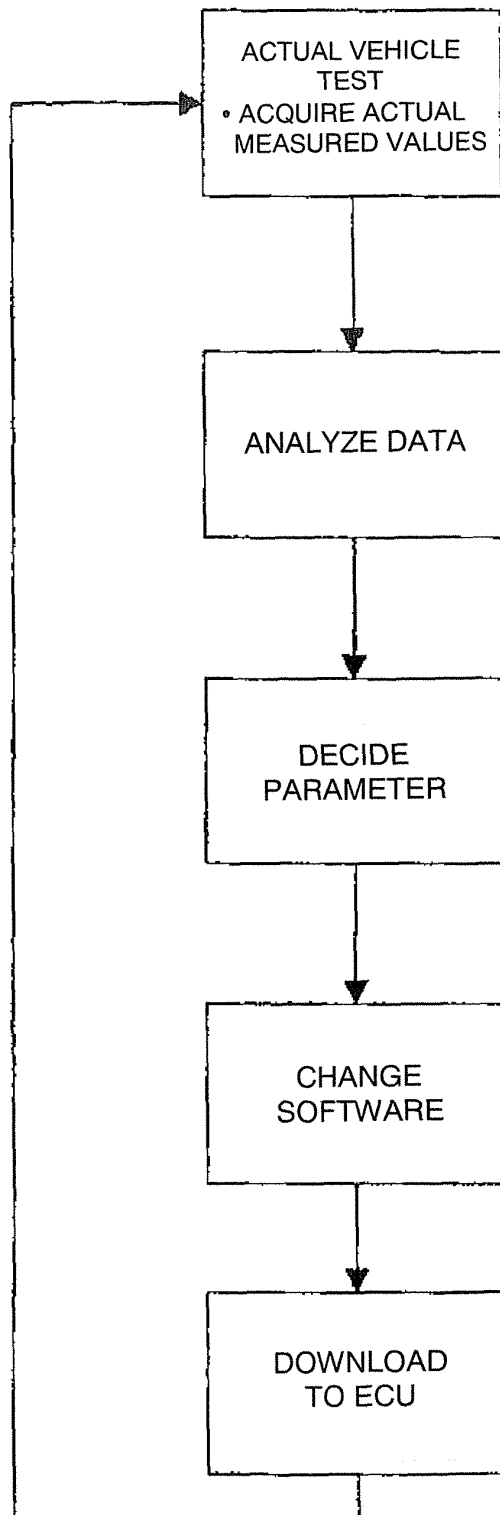 ACTUAL VEHICLE
TEST
• ACQUIRE ACTUAL
MEASURED VALUES
ANALYZE DATA
DECIDE
PARAMETER
CHANGE
SOFTWARE
DOWNLOAD
TO ECU